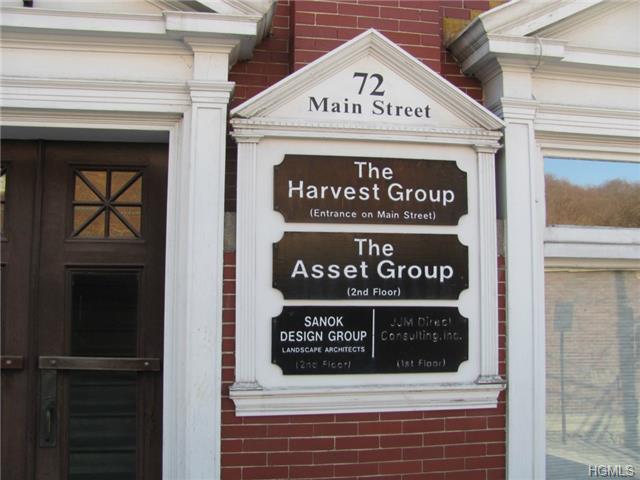 72
Main Street
The
Harvest Group
(Entrance on Main Street)
The
Asset Group
(2nd Floor)
SANOK
DESIGN GROUP
LANDSCAPE ARCHITECTS
(2nd Floor)
JJM Direct
Consulting, Inc.
(1st Floor)
HGMLS